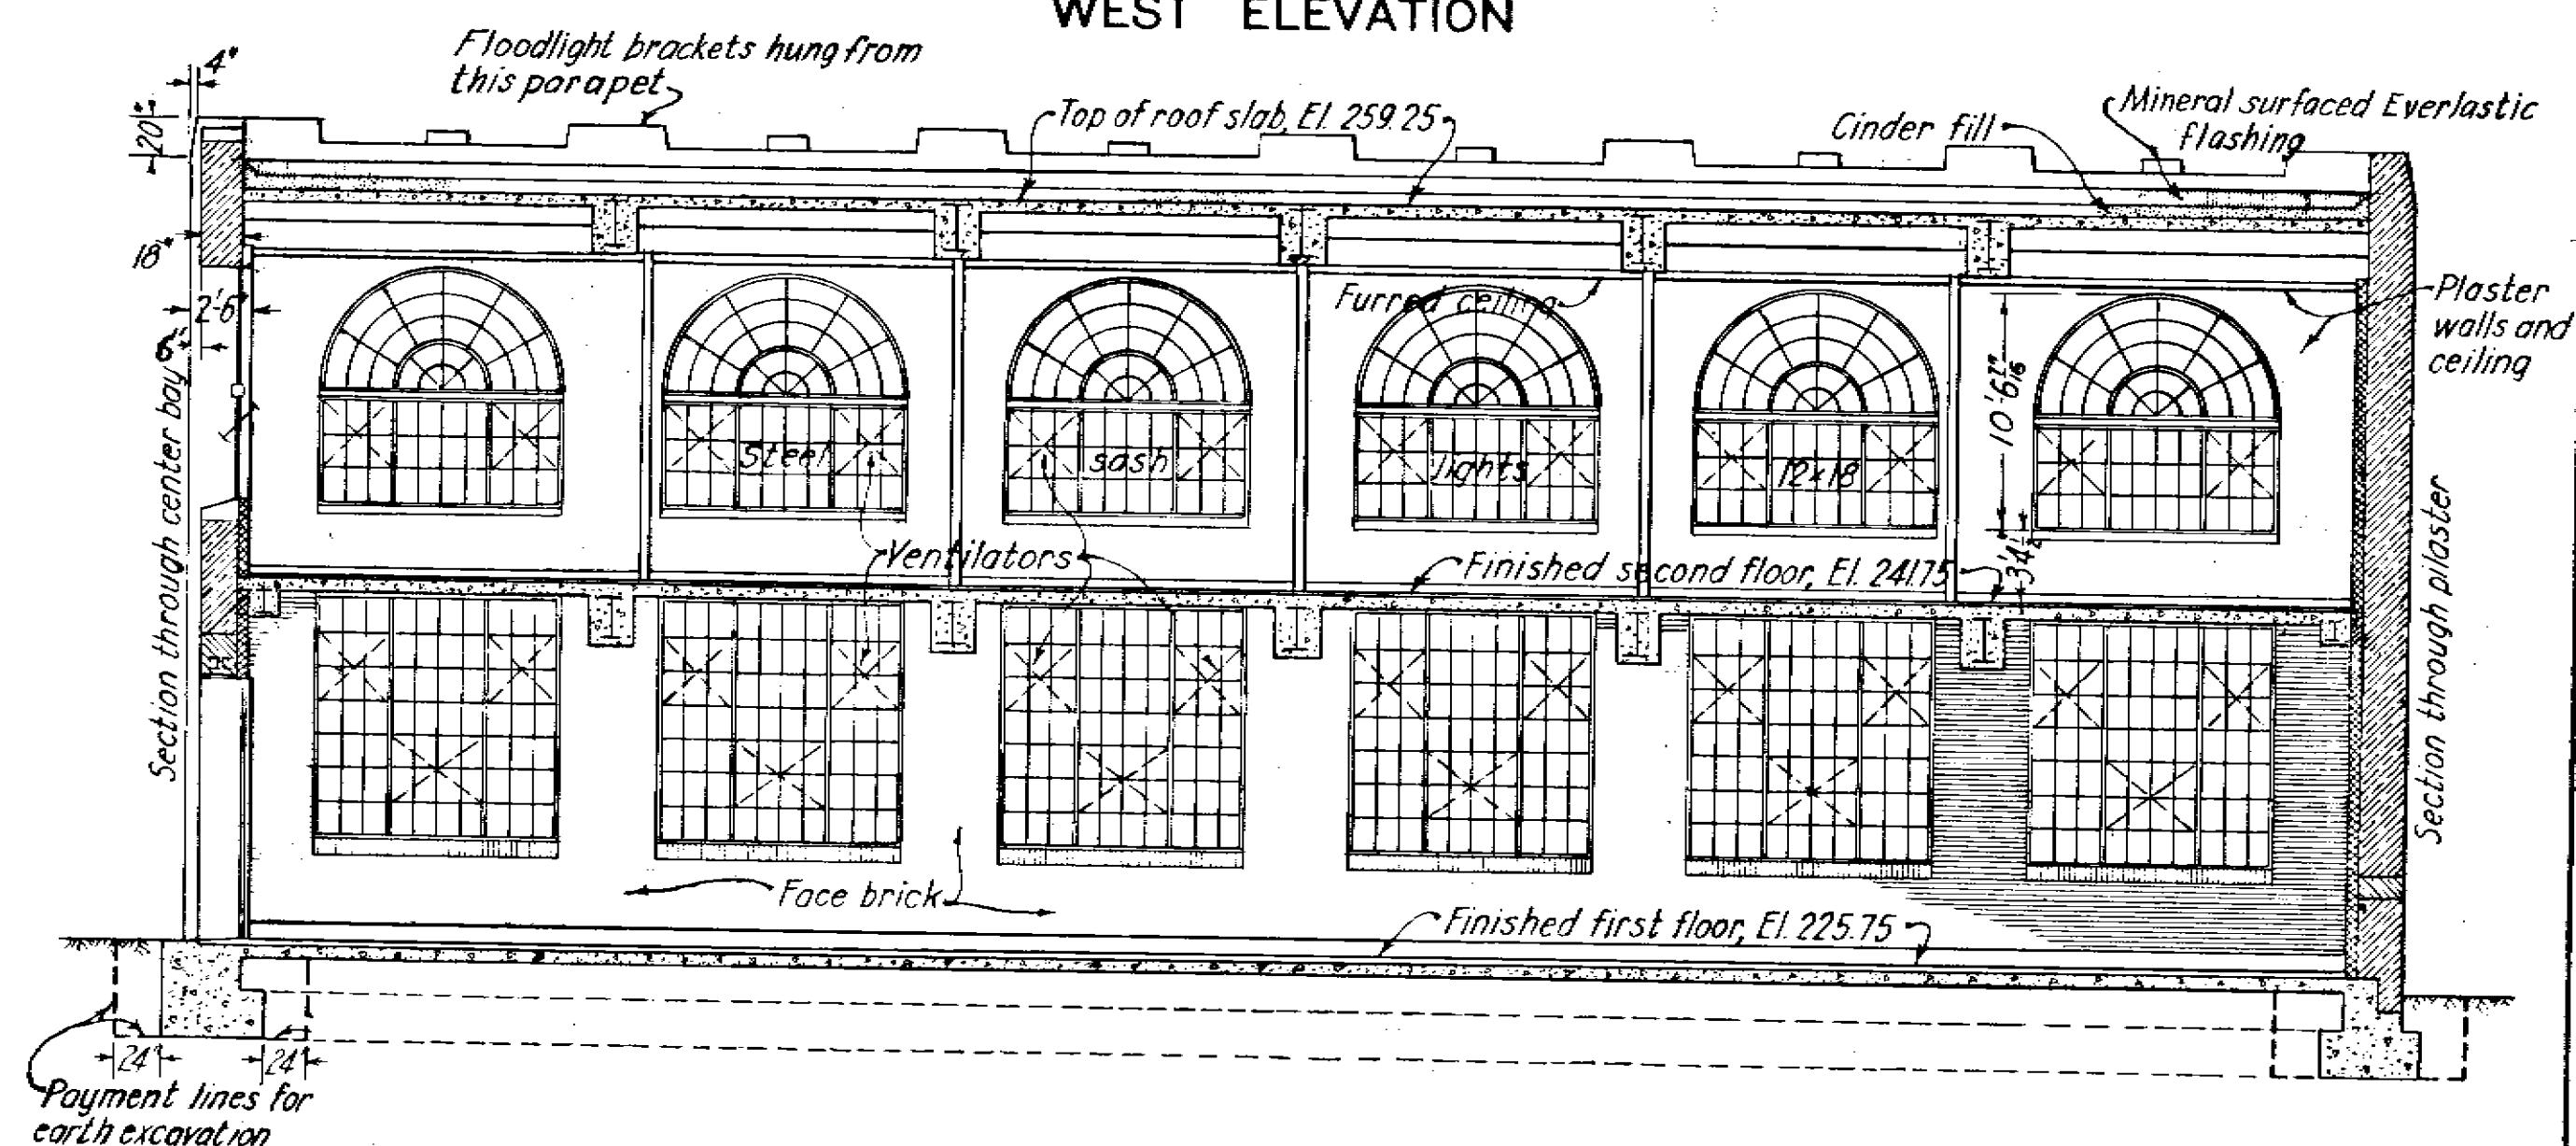 WEST ELEVATION
Floodlight brackets hung from
this parapet
4"
20"
Top of roof slab, El. 259.25
Cinder fill
Mineral surfaced Everlastic
flashing
18"
2'-6"
6"
Section through center bay
Furred ceiling
Plaster
walls and
ceiling
Steel sash lights 12x18
Ventilators
Finished second floor, El. 241.75
Section through pilaster
Face brick
Finished first floor, El. 225.75
24"
24"
Payment lines for
earth excavation